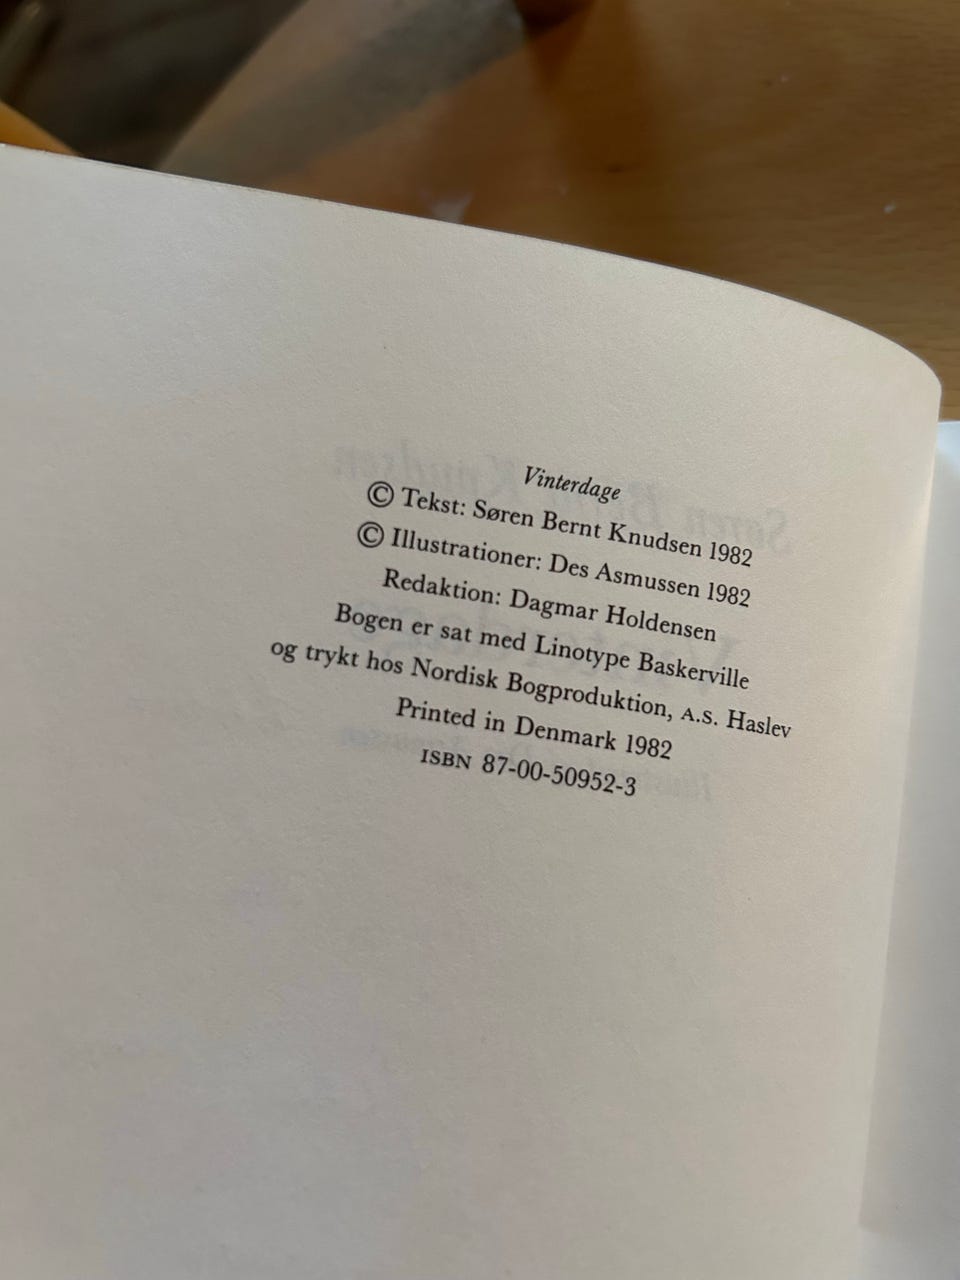 Vinterdage
© Tekst: Søren Bernt Knudsen 1982
© Illustrationer: Des Asmussen 1982
Redaktion: Dagmar Holdensen
Bogen er sat med Linotype Baskerville
og trykt hos Nordisk Bogproduktion, A.S. Haslev
Printed in Denmark 1982
ISBN 87-00-50952-3